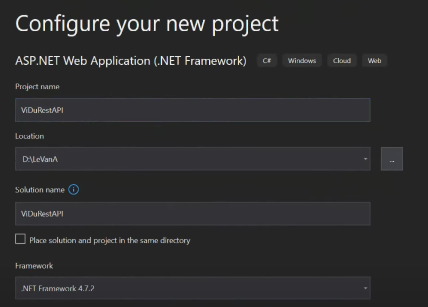 Configure your new project
ASP.NET Web Application (.NET Framework) C# Windows Cloud Web
Project name
ViDuRestAPI
Location
D:\LeVanA
...
Solution name
ViDuRestAPI
Place solution and project in the same directory
Framework
.NET Framework 4.7.2